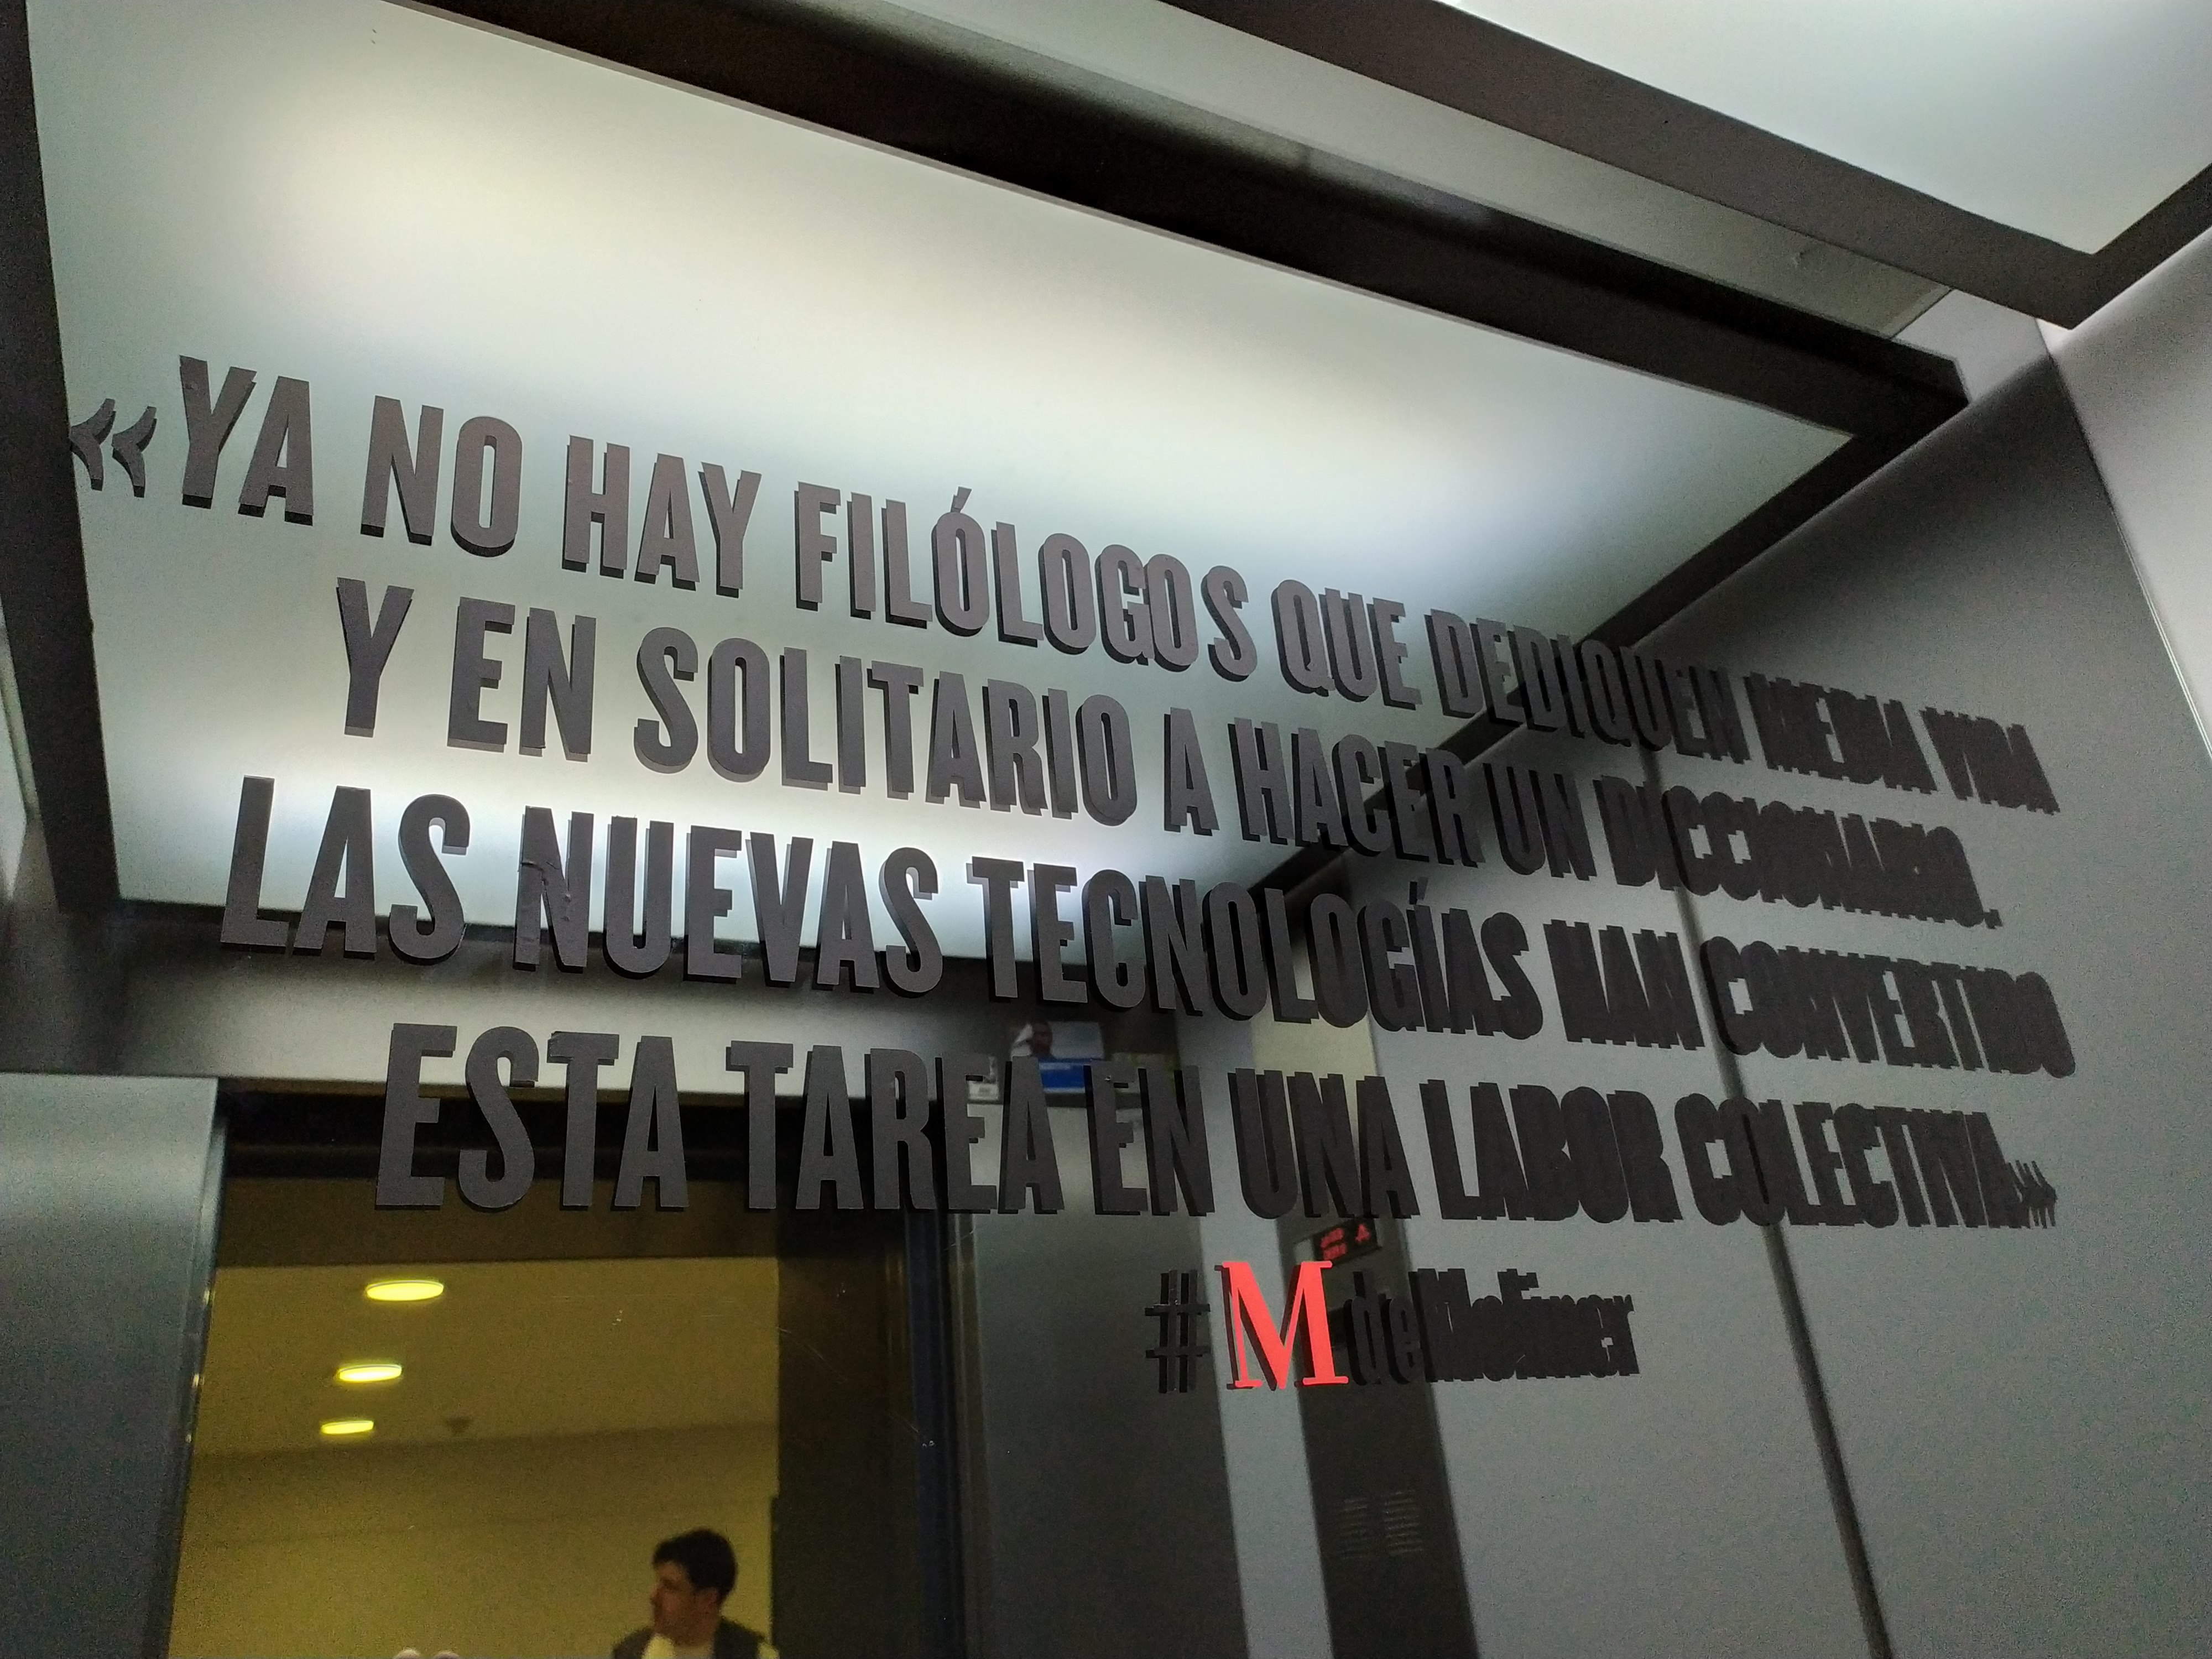 «YA NO HAY FILÓLOGOS QUE DEDIQUEN MEDIA VIDA
Y EN SOLITARIO A HACER UN DICCIONARIO.
LAS NUEVAS TECNOLOGÍAS HAN CONVERTIDO
ESTA TAREA EN UNA LABOR COLECTIVA»
#MdeMoliner